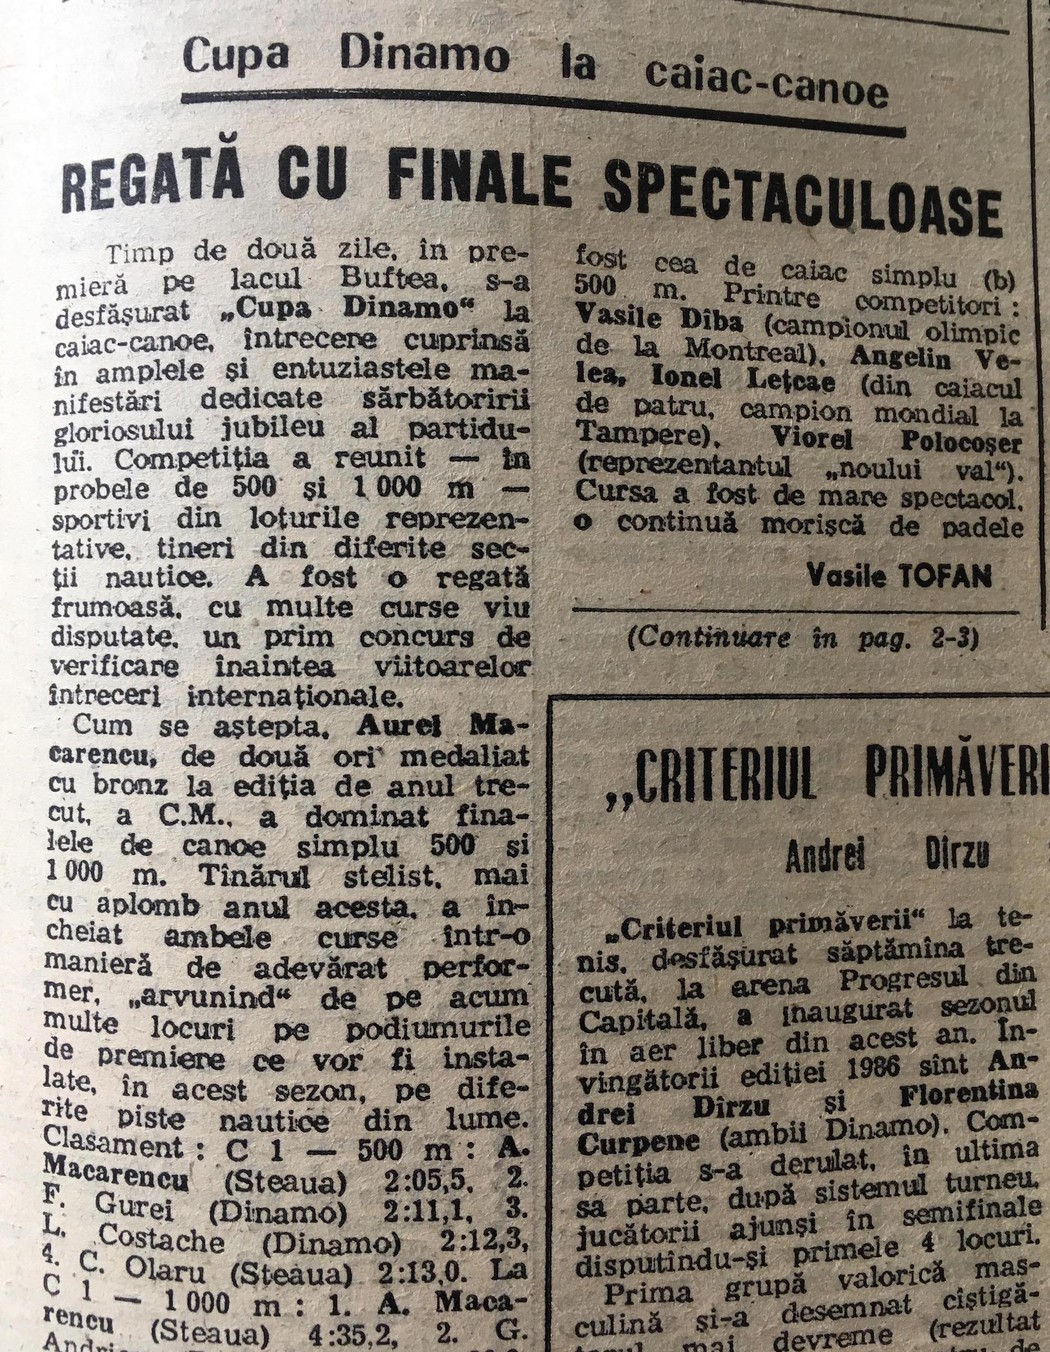 Cupa Dinamo la caiac-canoe
REGATĂ CU FINALE SPECTACULOASE
Timp de două zile, în pre-
mieră pe lacul Buftea, s-a
desfășurat „Cupa Dinamo“ la
caiac-canoe, întrecere cuprinsă
în amplele și entuziastele ma-
nifestări dedicate sărbătoririi
gloriosului jubileu al partidu-
lui. Competiția a reunit — în
probele de 500 și 1 000 m —
sportivi din loturile reprezen-
tative, tineri din diferite sec-
ții nautice. A fost o regată
frumoasă, cu multe curse viu
disputate, un prim concurs de
verificare înaintea viitoarelor
întreceri internaționale.
Cum se aștepta, Aurel Ma-
carencu, de două ori medaliat
cu bronz la ediția de anul tre-
cut, a C.M., a dominat fina-
lele de canoe simplu 500 și
1 000 m. Tînărul stelist, mai
cu aplomb anul acesta, a în-
cheiat ambele curse într-o
manieră de adevărat perfor-
mer, „arvunind“ de pe acum
multe locuri pe podiumurile
de premiere ce vor fi insta-
late, în acest sezon, pe dife-
rite piste nautice din lume.
Clasament : C 1 — 500 m : A.
Macarencu (Steaua) 2:05,5, 2.
F. Gurei (Dinamo) 2:11,1, 3.
L. Costache (Dinamo) 2:12,3,
4. C. Olaru (Steaua) 2:13,0. La
C 1 — 1 000 m : 1. A. Maca-
rencu (Steaua) 4:35,2, 2. G.
fost cea de caiac simplu (b)
500 m. Printre competitori :
Vasile Dîba (campionul olimpic
de la Montreal), Angelin Ve-
lea, Ionel Lețcae (din caiacul
de patru, campion mondial la
Tampere), Viorel Polocoșer
(reprezentantul „noului val“).
Cursa a fost de mare spectacol,
o continuă morișcă de padele
Vasile TOFAN
(Continuare în pag. 2-3)
„CRITERIUL PRIMĂVERI
Andrei Dîrzu
„Criteriul primăverii“ la te-
nis, desfășurat săptămîna tre-
cută, la arena Progresul din
Capitală, a inaugurat sezonul
în aer liber din acest an. În-
vingătorii ediției 1986 sînt An-
drei Dîrzu și Florentina
Curpene (ambii Dinamo). Com-
petiția s-a derulat, în ultima
sa parte, după sistemul turneu,
jucătorii ajunși în semifinale
disputîndu-și primele 4 locuri.
Prima grupă valorică mas-
culină și-a desemnat cîștigă-
mai devreme (rezultat